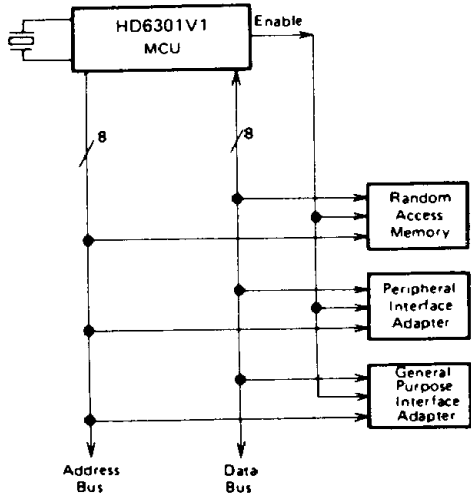 HD6301V1
MCU
Enable
8
8
Random
Access
Memory
Peripheral
Interface
Adapter
General
Purpose
Interface
Adapter
Address
Bus
Data
Bus